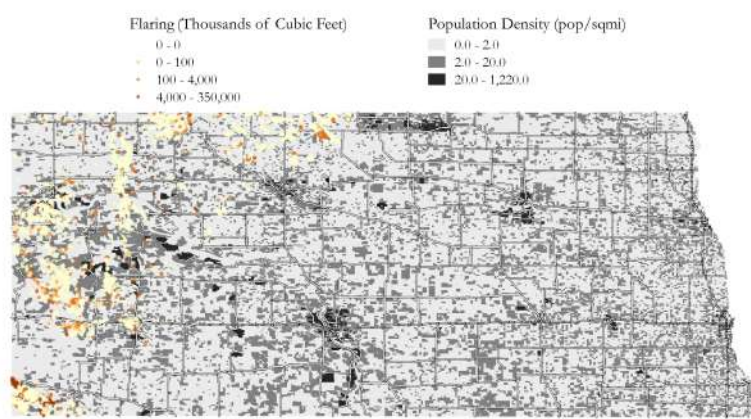 Flaring (Thousands of Cubic Feet)
0 - 0
0 - 100
100 - 4,000
4,000 - 350,000
Population Density (pop/sqmi)
0.0 - 2.0
2.0 - 20.0
20.0 - 1,220.0